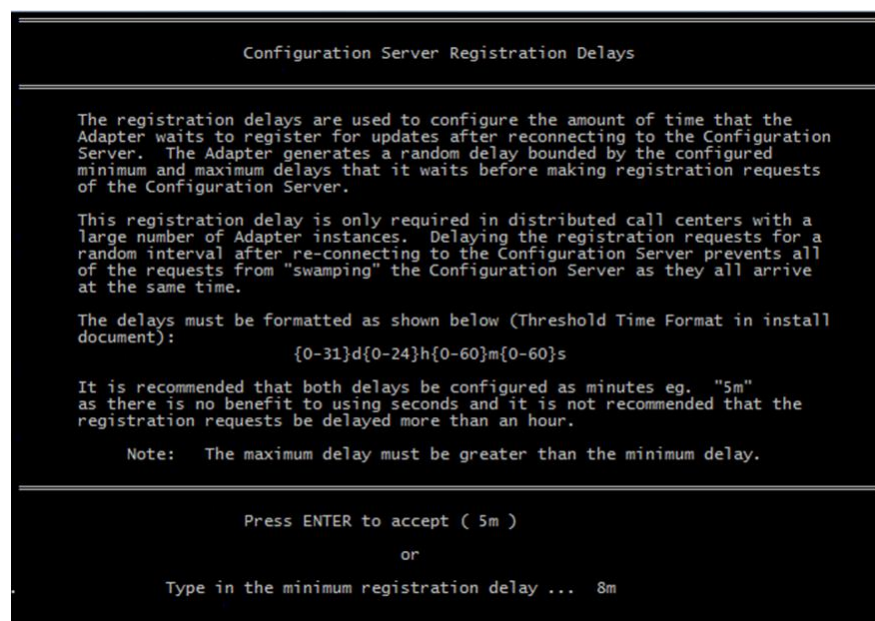 Configuration Server Registration Delays
The registration delays are used to configure the amount of time that the
Adapter waits to register for updates after reconnecting to the Configuration
Server.  The Adapter generates a random delay bounded by the configured
minimum and maximum delays that it waits before making registration requests
of the Configuration Server.
This registration delay is only required in distributed call centers with a
large number of Adapter instances.  Delaying the registration requests for a
random interval after re-connecting to the Configuration Server prevents all
of the requests from "swamping" the Configuration Server as they all arrive
at the same time.
The delays must be formatted as shown below (Threshold Time Format in install
document):
{0-31}d{0-24}h{0-60}m{0-60}s
It is recommended that both delays be configured as minutes eg.  "5m"
as there is no benefit to using seconds and it is not recommended that the
registration requests be delayed more than an hour.
Note:   The maximum delay must be greater than the minimum delay.
Press ENTER to accept ( 5m )
or
Type in the minimum registration delay ...  8m